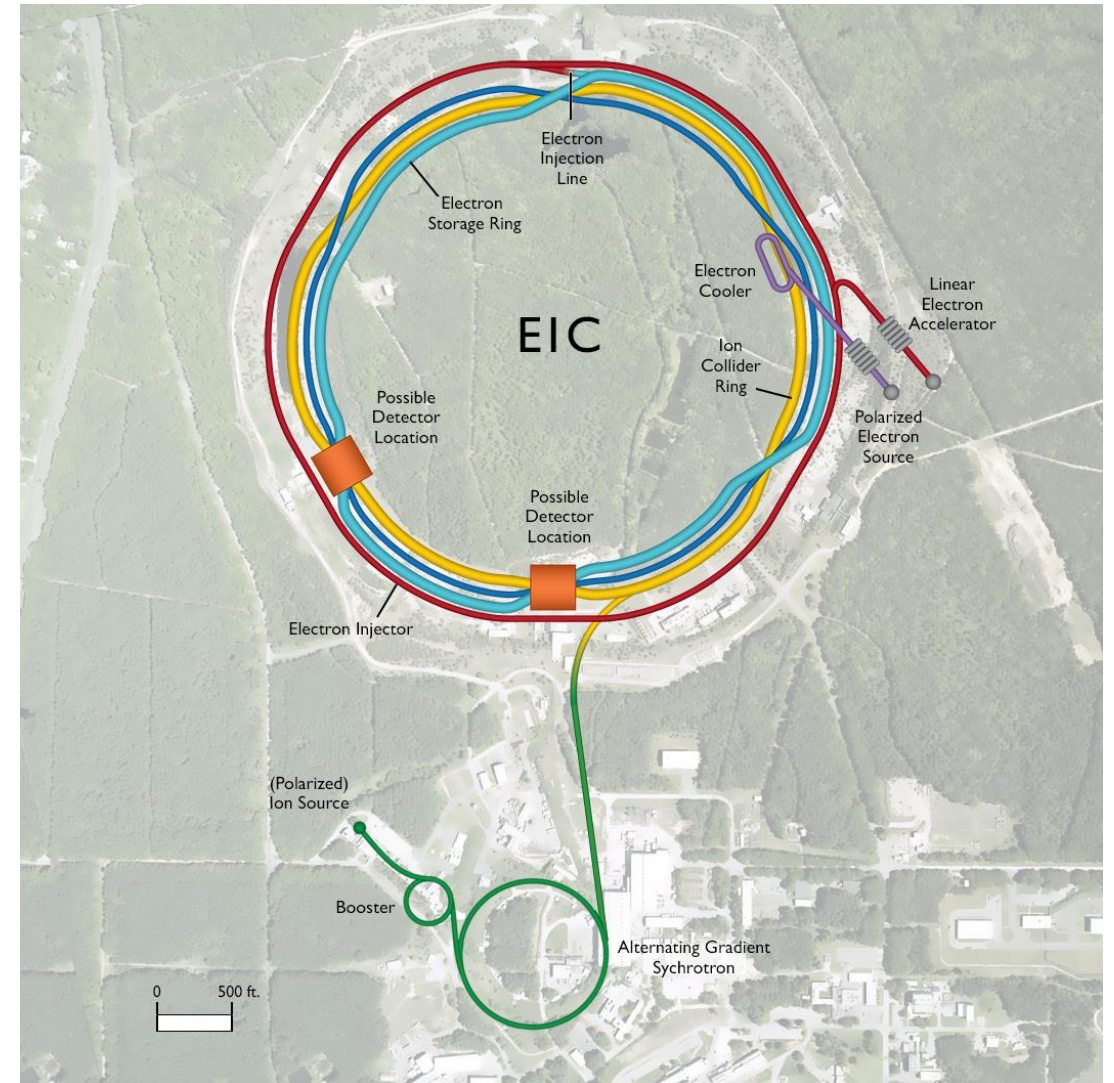 Electron
Injection
Line
Electron
Storage Ring
Electron
Cooler
Linear
Electron
Accelerator
EIC
Ion
Collider
Ring
Possible
Detector
Location
Polarized
Electron
Source
Possible
Detector
Location
Electron Injector
(Polarized)
Ion Source
Booster
Alternating Gradient
Sychrotron
0 500 ft.